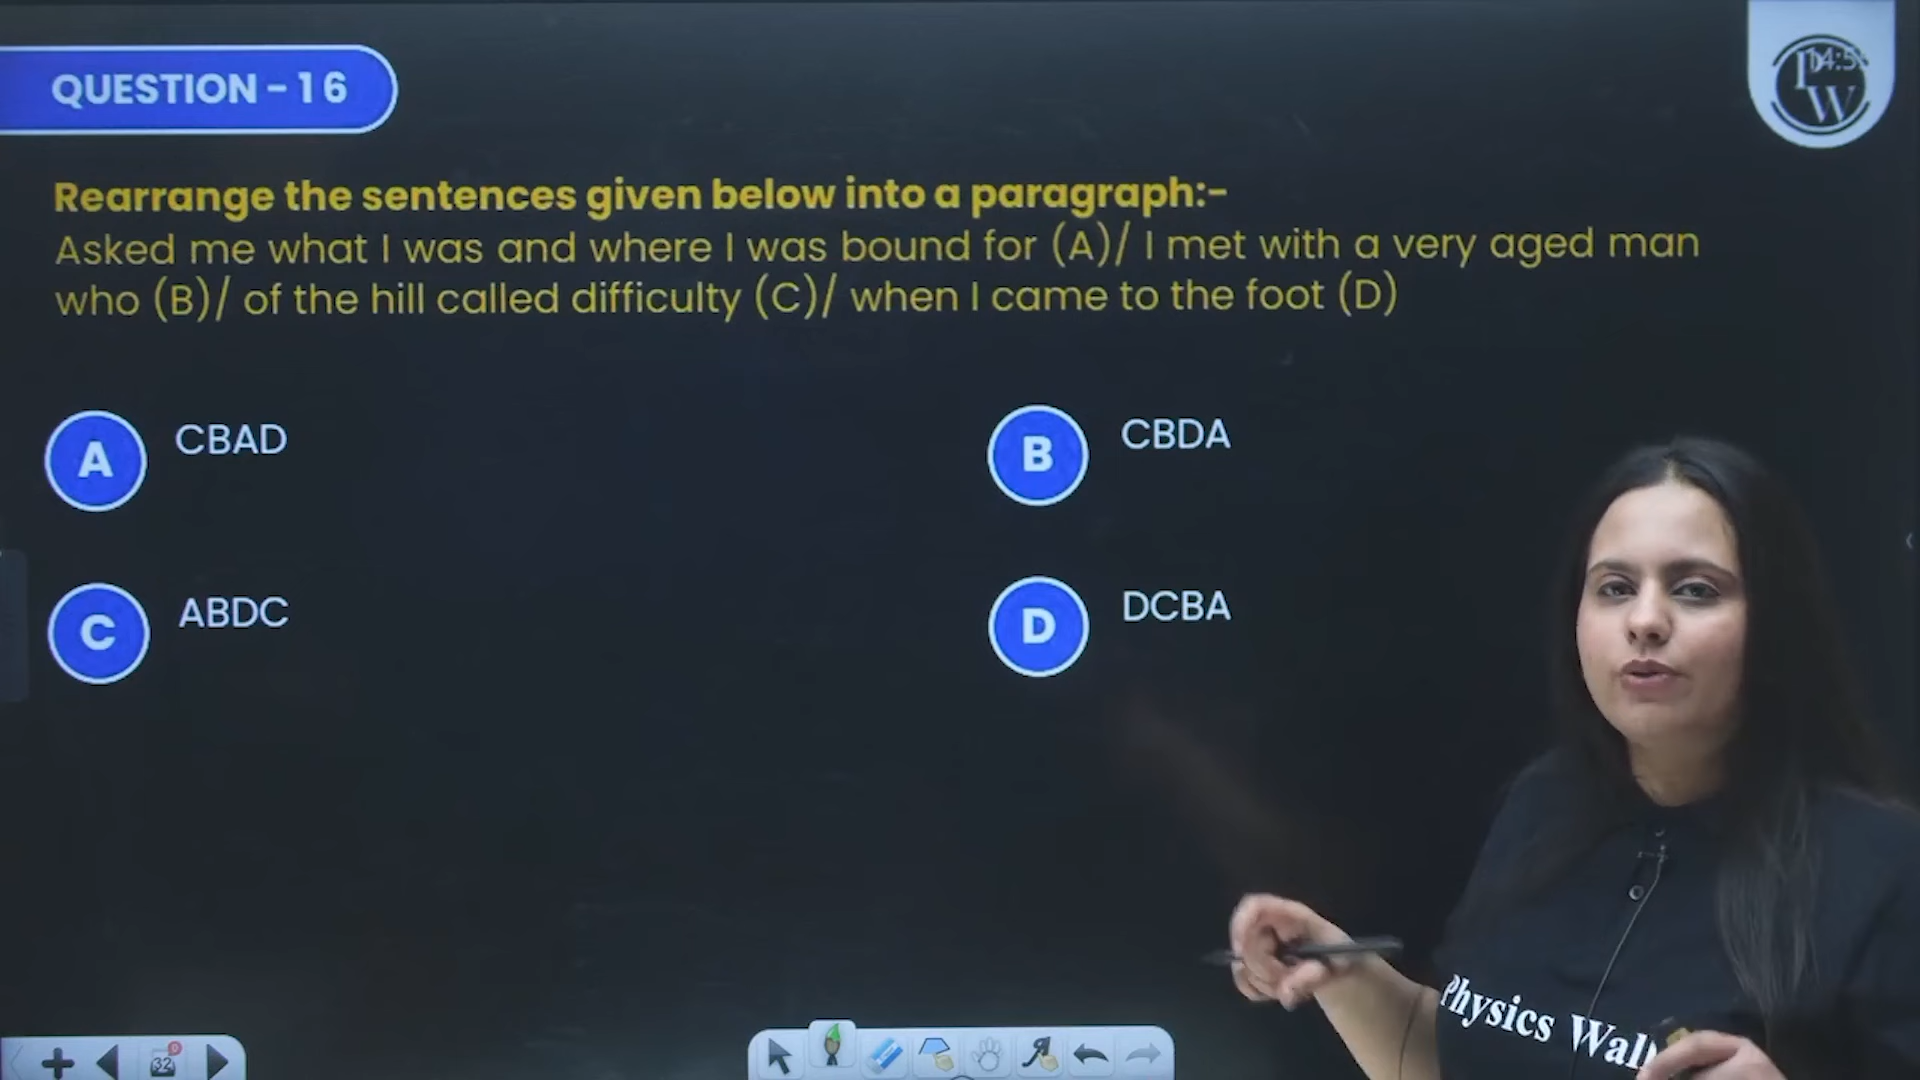 QUESTION - 16
Rearrange the sentences given below into a paragraph:-
Asked me what I was and where I was bound for (A)/ I met with a very aged man
who (B)/ of the hill called difficulty (C)/ when I came to the foot (D)
A CBAD
B CBDA
C ABDC
D DCBA
PW
Physics Wall
32